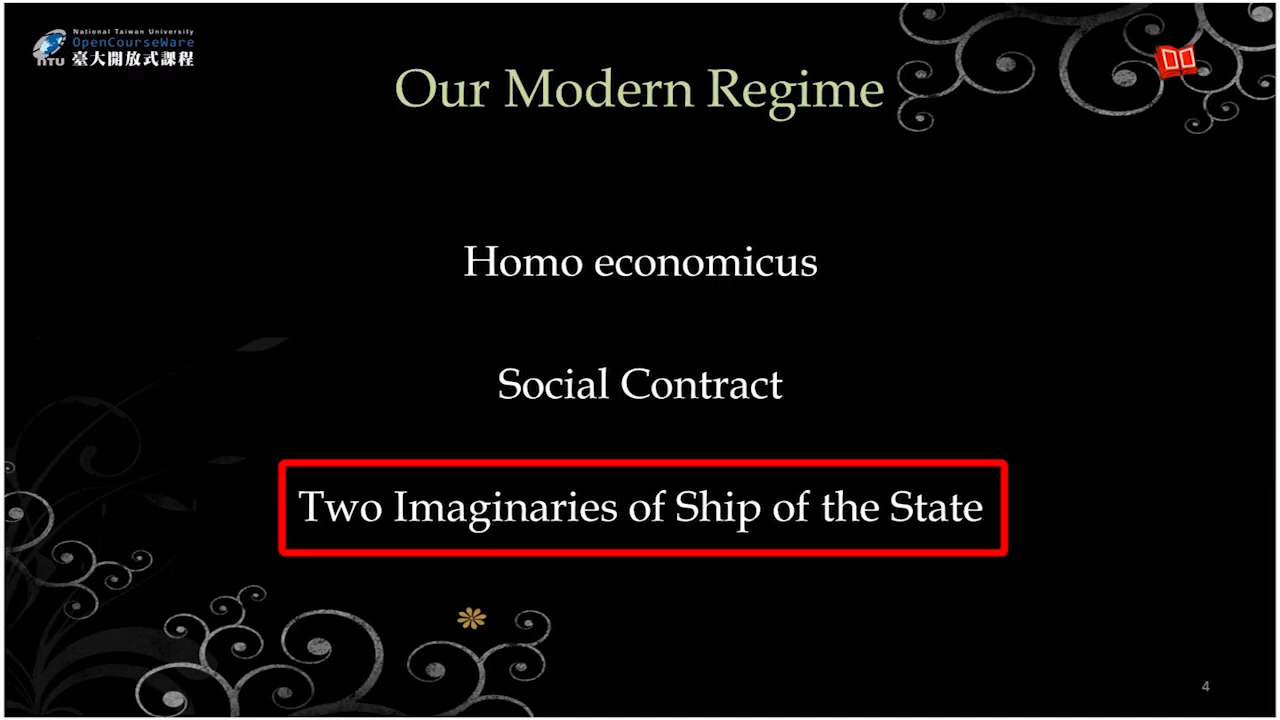 National Taiwan University
OpenCourseWare
NTU 臺大開放式課程
Our Modern Regime
Homo economicus
Social Contract
Two Imaginaries of Ship of the State
4